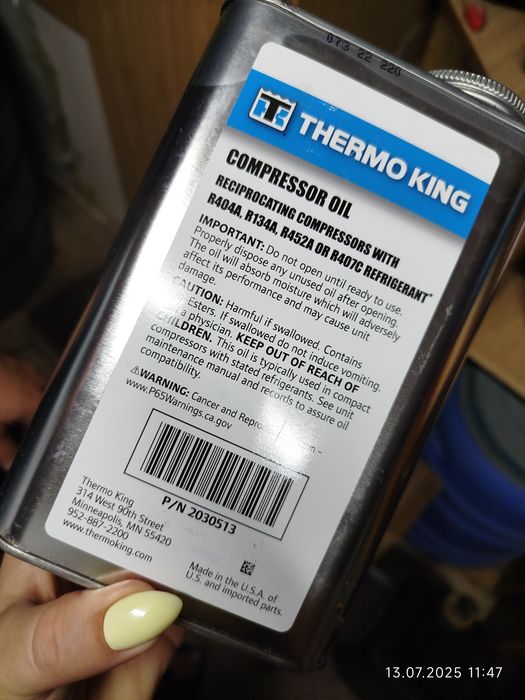 073 22 220
THERMO KING
COMPRESSOR OIL
RECIPROCATING COMPRESSORS WITH
R404A, R134A, R452A OR R407C REFRIGERANT*
IMPORTANT: Do not open until ready to use.
Properly dispose any unused oil after opening.
The oil will absorb moisture which will adversely
affect its performance and may cause unit
damage.
CAUTION: Harmful if swallowed. Contains
Esters. If swallowed do not induce vomiting.
a physician. KEEP OUT OF REACH OF
CHILDREN. This oil is typically used in compact
compressors with stated refrigerants. See unit
maintenance manual and records to assure oil
compatibility.
⚠WARNING: Cancer and
www.P65Warnings.ca.gov
P/N 2030513
Thermo King
314 West 90th Street
Minneapolis, MN 55420
952-887-2200
www.thermoking.com
Made in the U.S.A. of
U.S. and imported parts.
13.07.2025 11:47